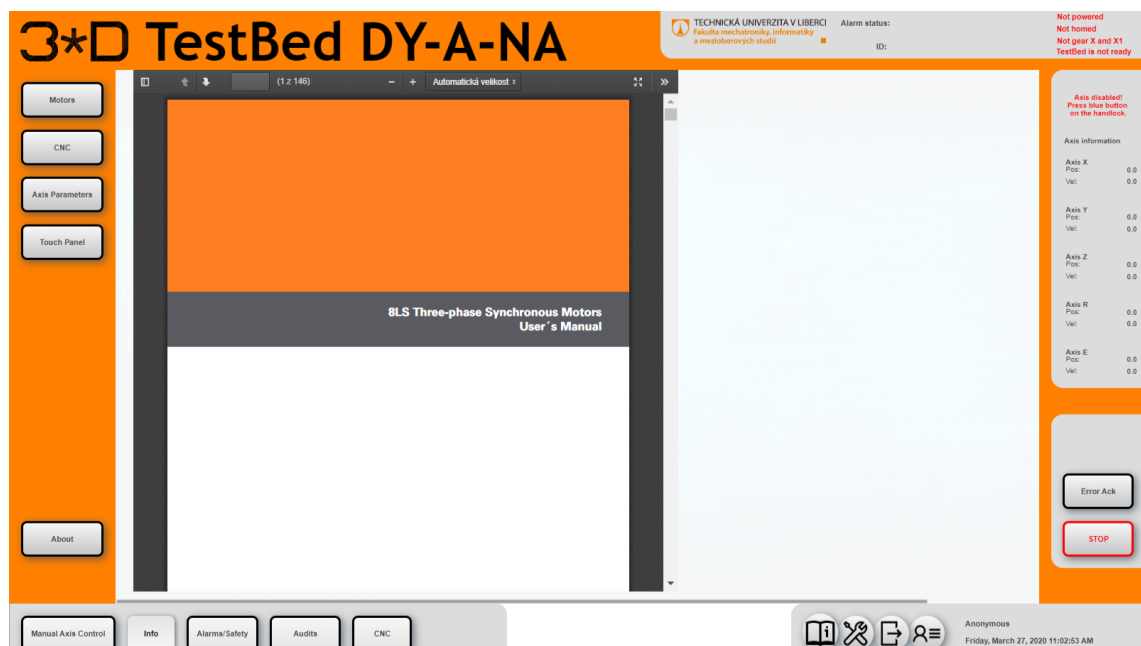 3*D TestBed DY-A-NA
TECHNICKÁ UNIVERZITA V LIBERCI
Fakulta mechatroniky, informatiky
a mezioborových studií
Alarm status:
ID:
Not powered
Not homed
Not gear X and X1
TestBed is not ready
Motors
CNC
Axis Parameters
Touch Panel
About
(1 z 146)
− + Automatická velikost
8LS Three-phase Synchronous Motors
User´s Manual
Axis disabled!
Press blue button
on the handlock.
Axis information
Axis X
Pos: 0.0
Vel: 0.0
Axis Y
Pos: 0.0
Vel: 0.0
Axis Z
Pos: 0.0
Vel: 0.0
Axis R
Pos: 0.0
Vel: 0.0
Axis E
Pos: 0.0
Vel: 0.0
Error Ack
STOP
Manual Axis Control
Info
Alarms/Safety
Audits
CNC
Anonymous
Friday, March 27, 2020 11:02:53 AM